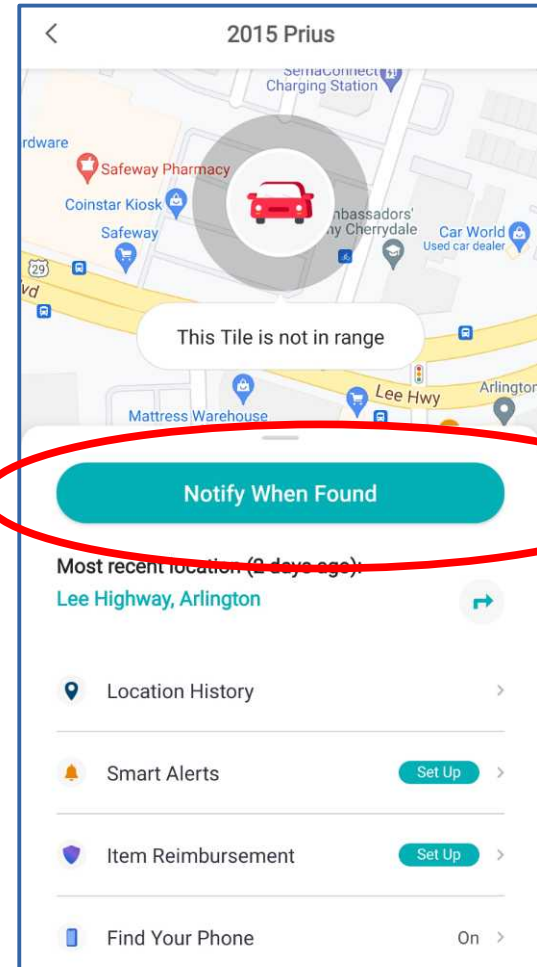 2015 Prius
SemaConnect
Charging Station
rdware
Safeway Pharmacy
Coinstar Kiosk
Safeway
nbassadors'
ny Cherrydale
Car World
Used car dealer
29
vd
This Tile is not in range
Lee Hwy
Arlington
Mattress Warehouse
Notify When Found
Most recent location (2 days ago):
Lee Highway, Arlington
Location History
Smart Alerts
Set Up
Item Reimbursement
Set Up
Find Your Phone
On